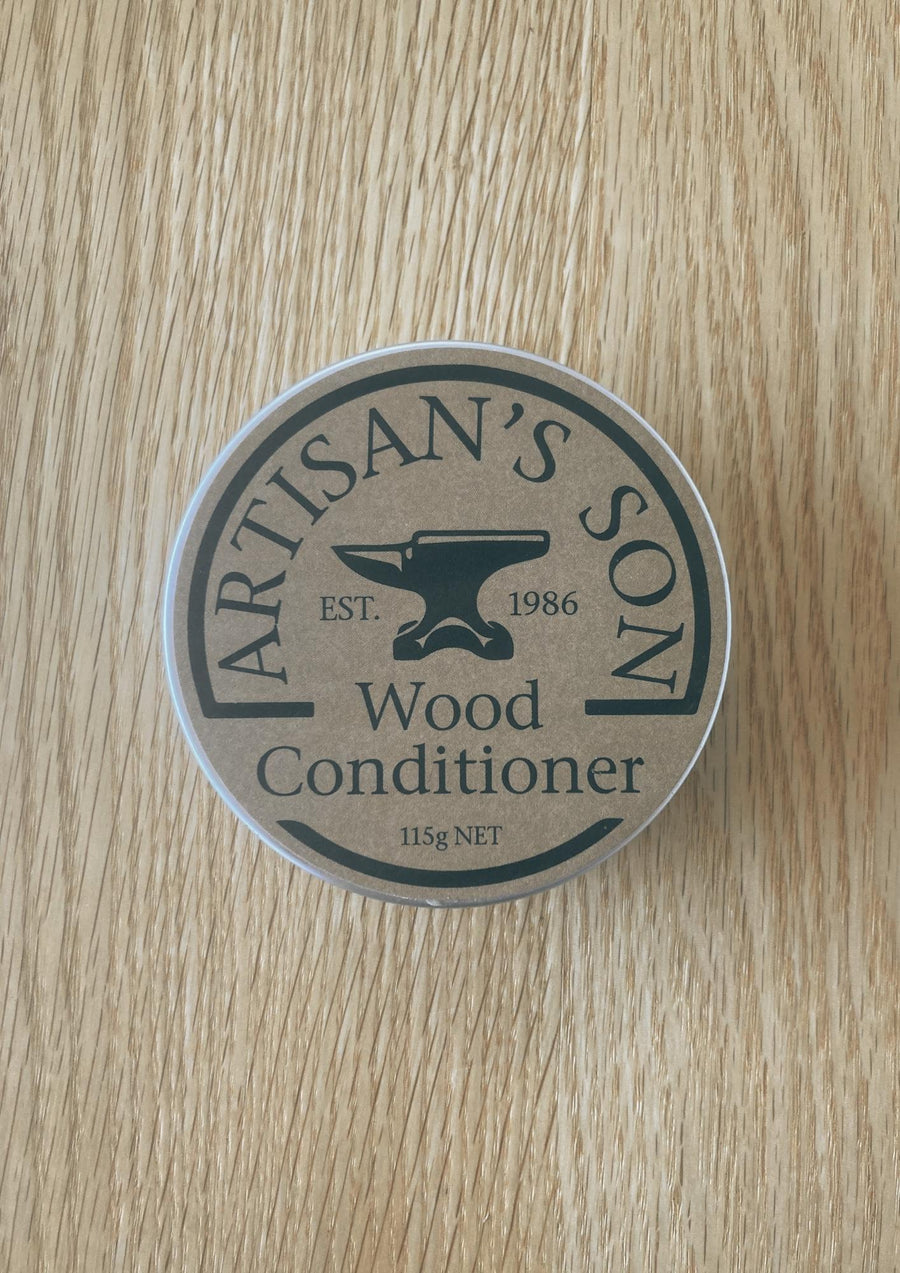 ARTISAN'S SON
EST. 1986
Wood
Conditioner
115g NET